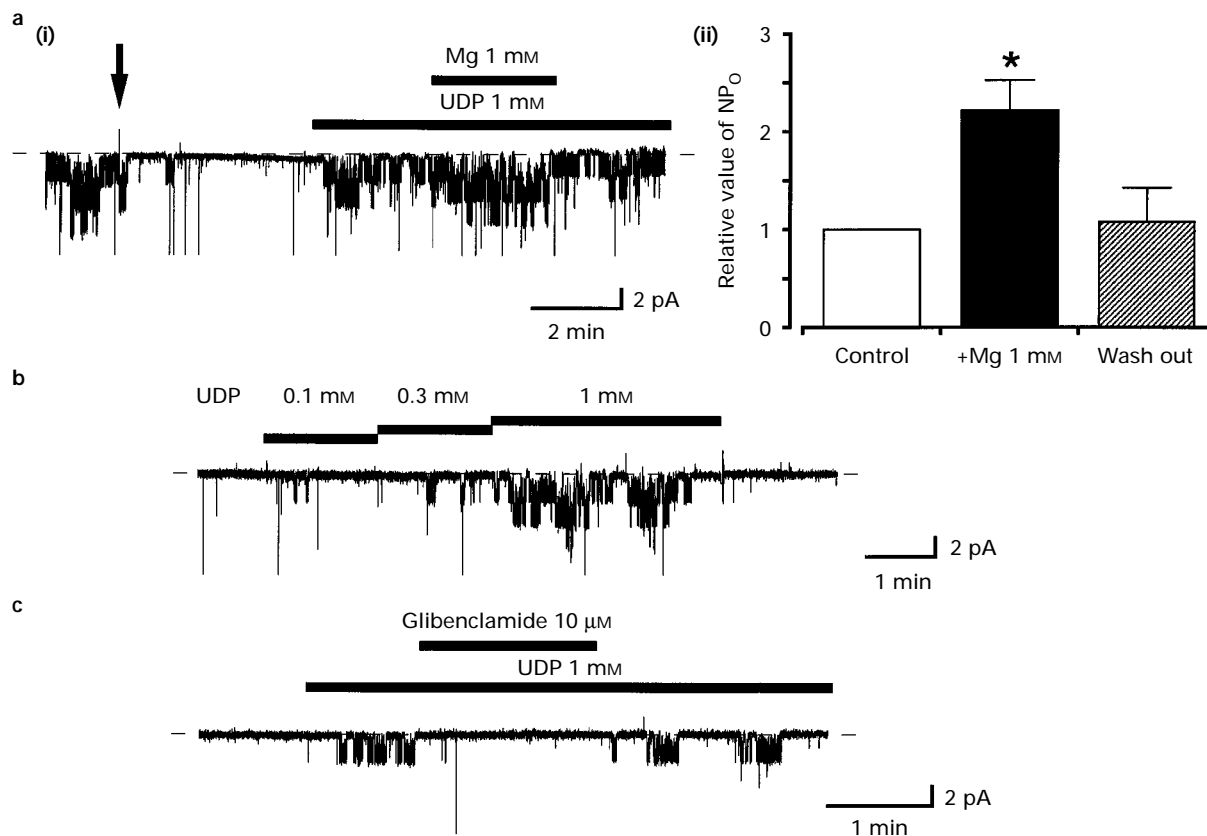 a
(i)
Mg 1 mM
UDP 1 mM
2 pA
2 min
(ii)
3
2
1
0
Relative value of NPO
*
Control
+Mg 1 mM
Wash out
b
UDP
0.1 mM
0.3 mM
1 mM
2 pA
1 min
c
Glibenclamide 10 µM
UDP 1 mM
2 pA
1 min